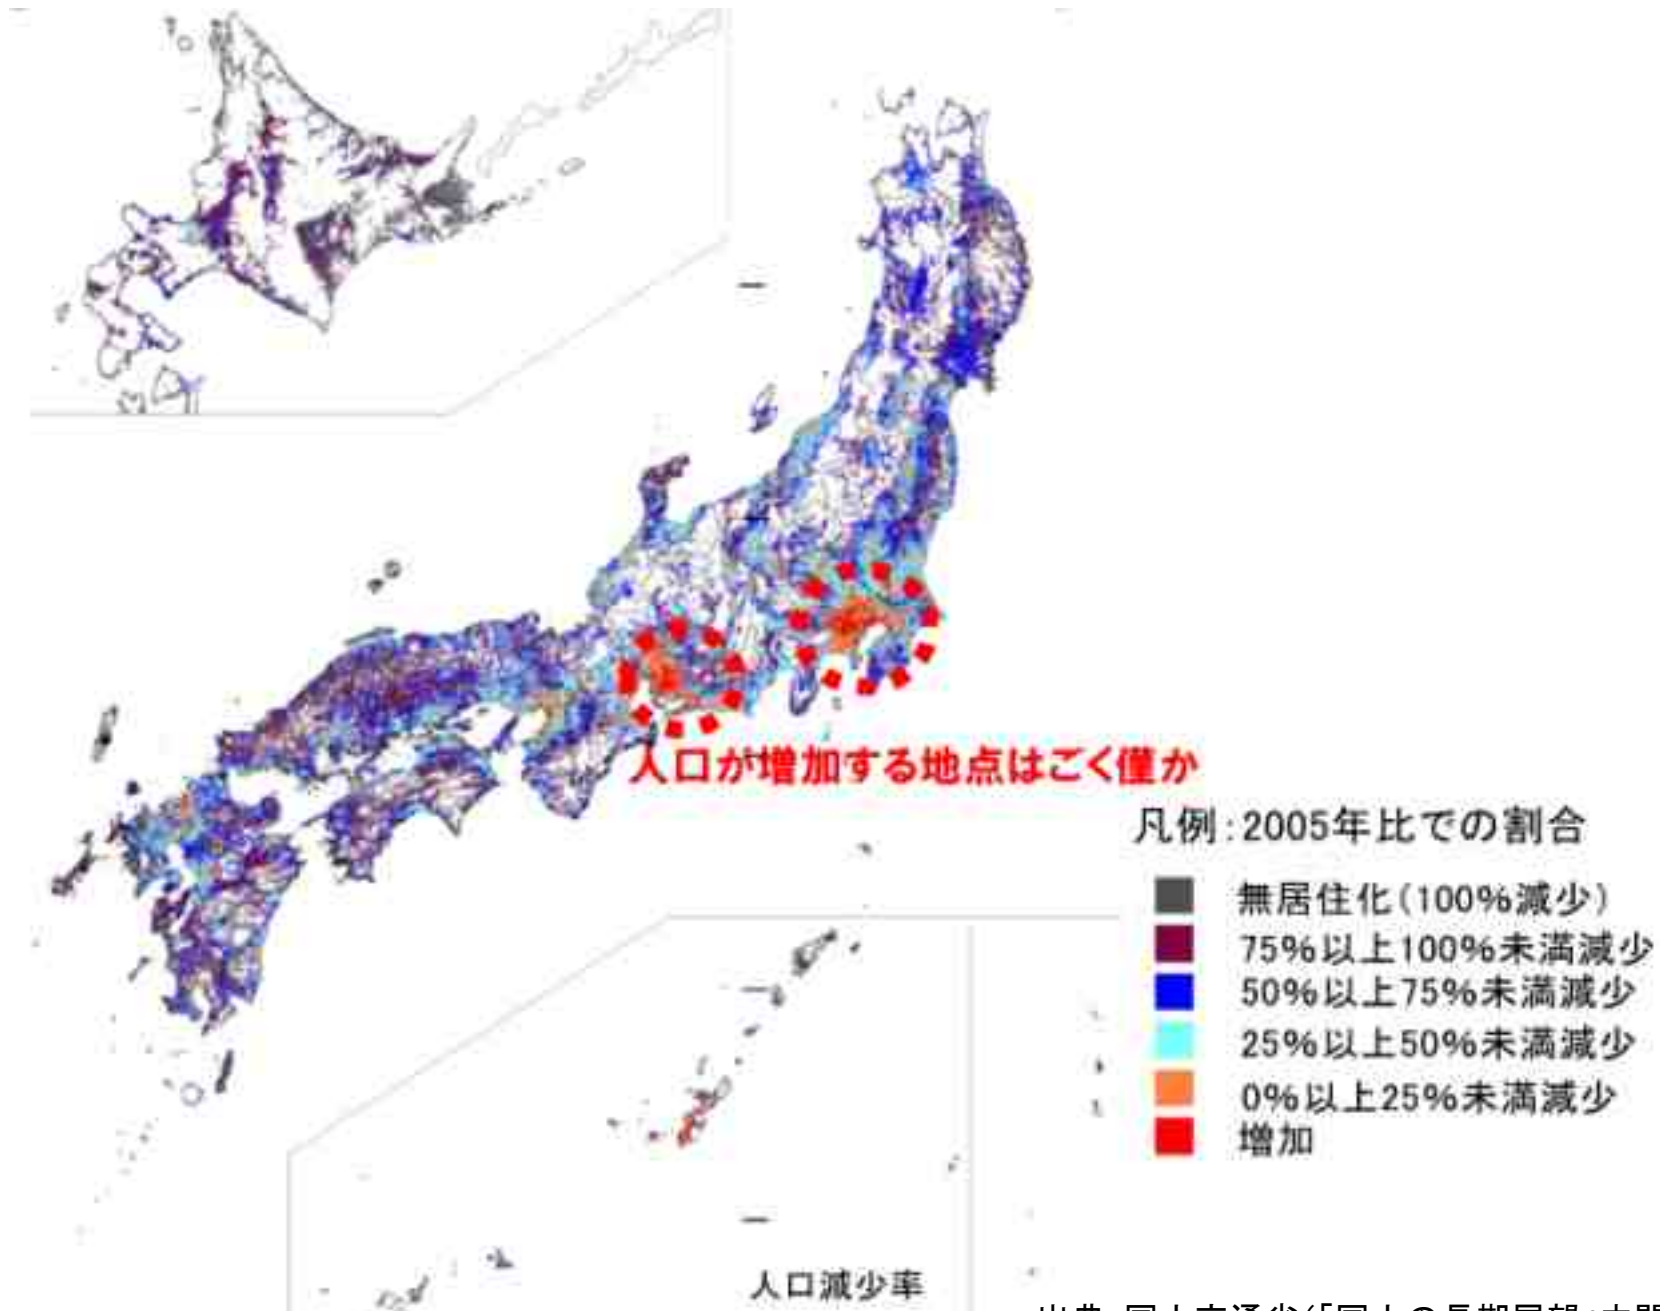 人口が増加する地点はごく僅か
凡例:2005年比での割合
無居住化(100%減少)
75%以上100%未満減少
50%以上75%未満減少
25%以上50%未満減少
0%以上25%未満減少
増加
人口減少率